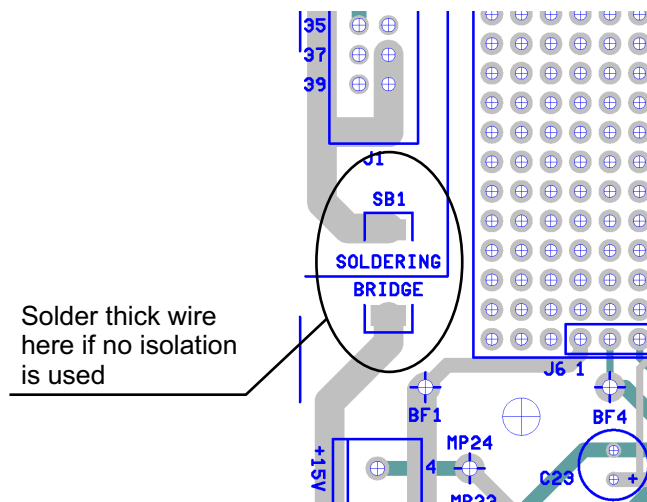 35
37
39
J1
SB1
SOLDERING
BRIDGE
Solder thick wire
here if no isolation
is used
J6 1
BF1
BF4
+15V
MP24
4
C23
+
MP23